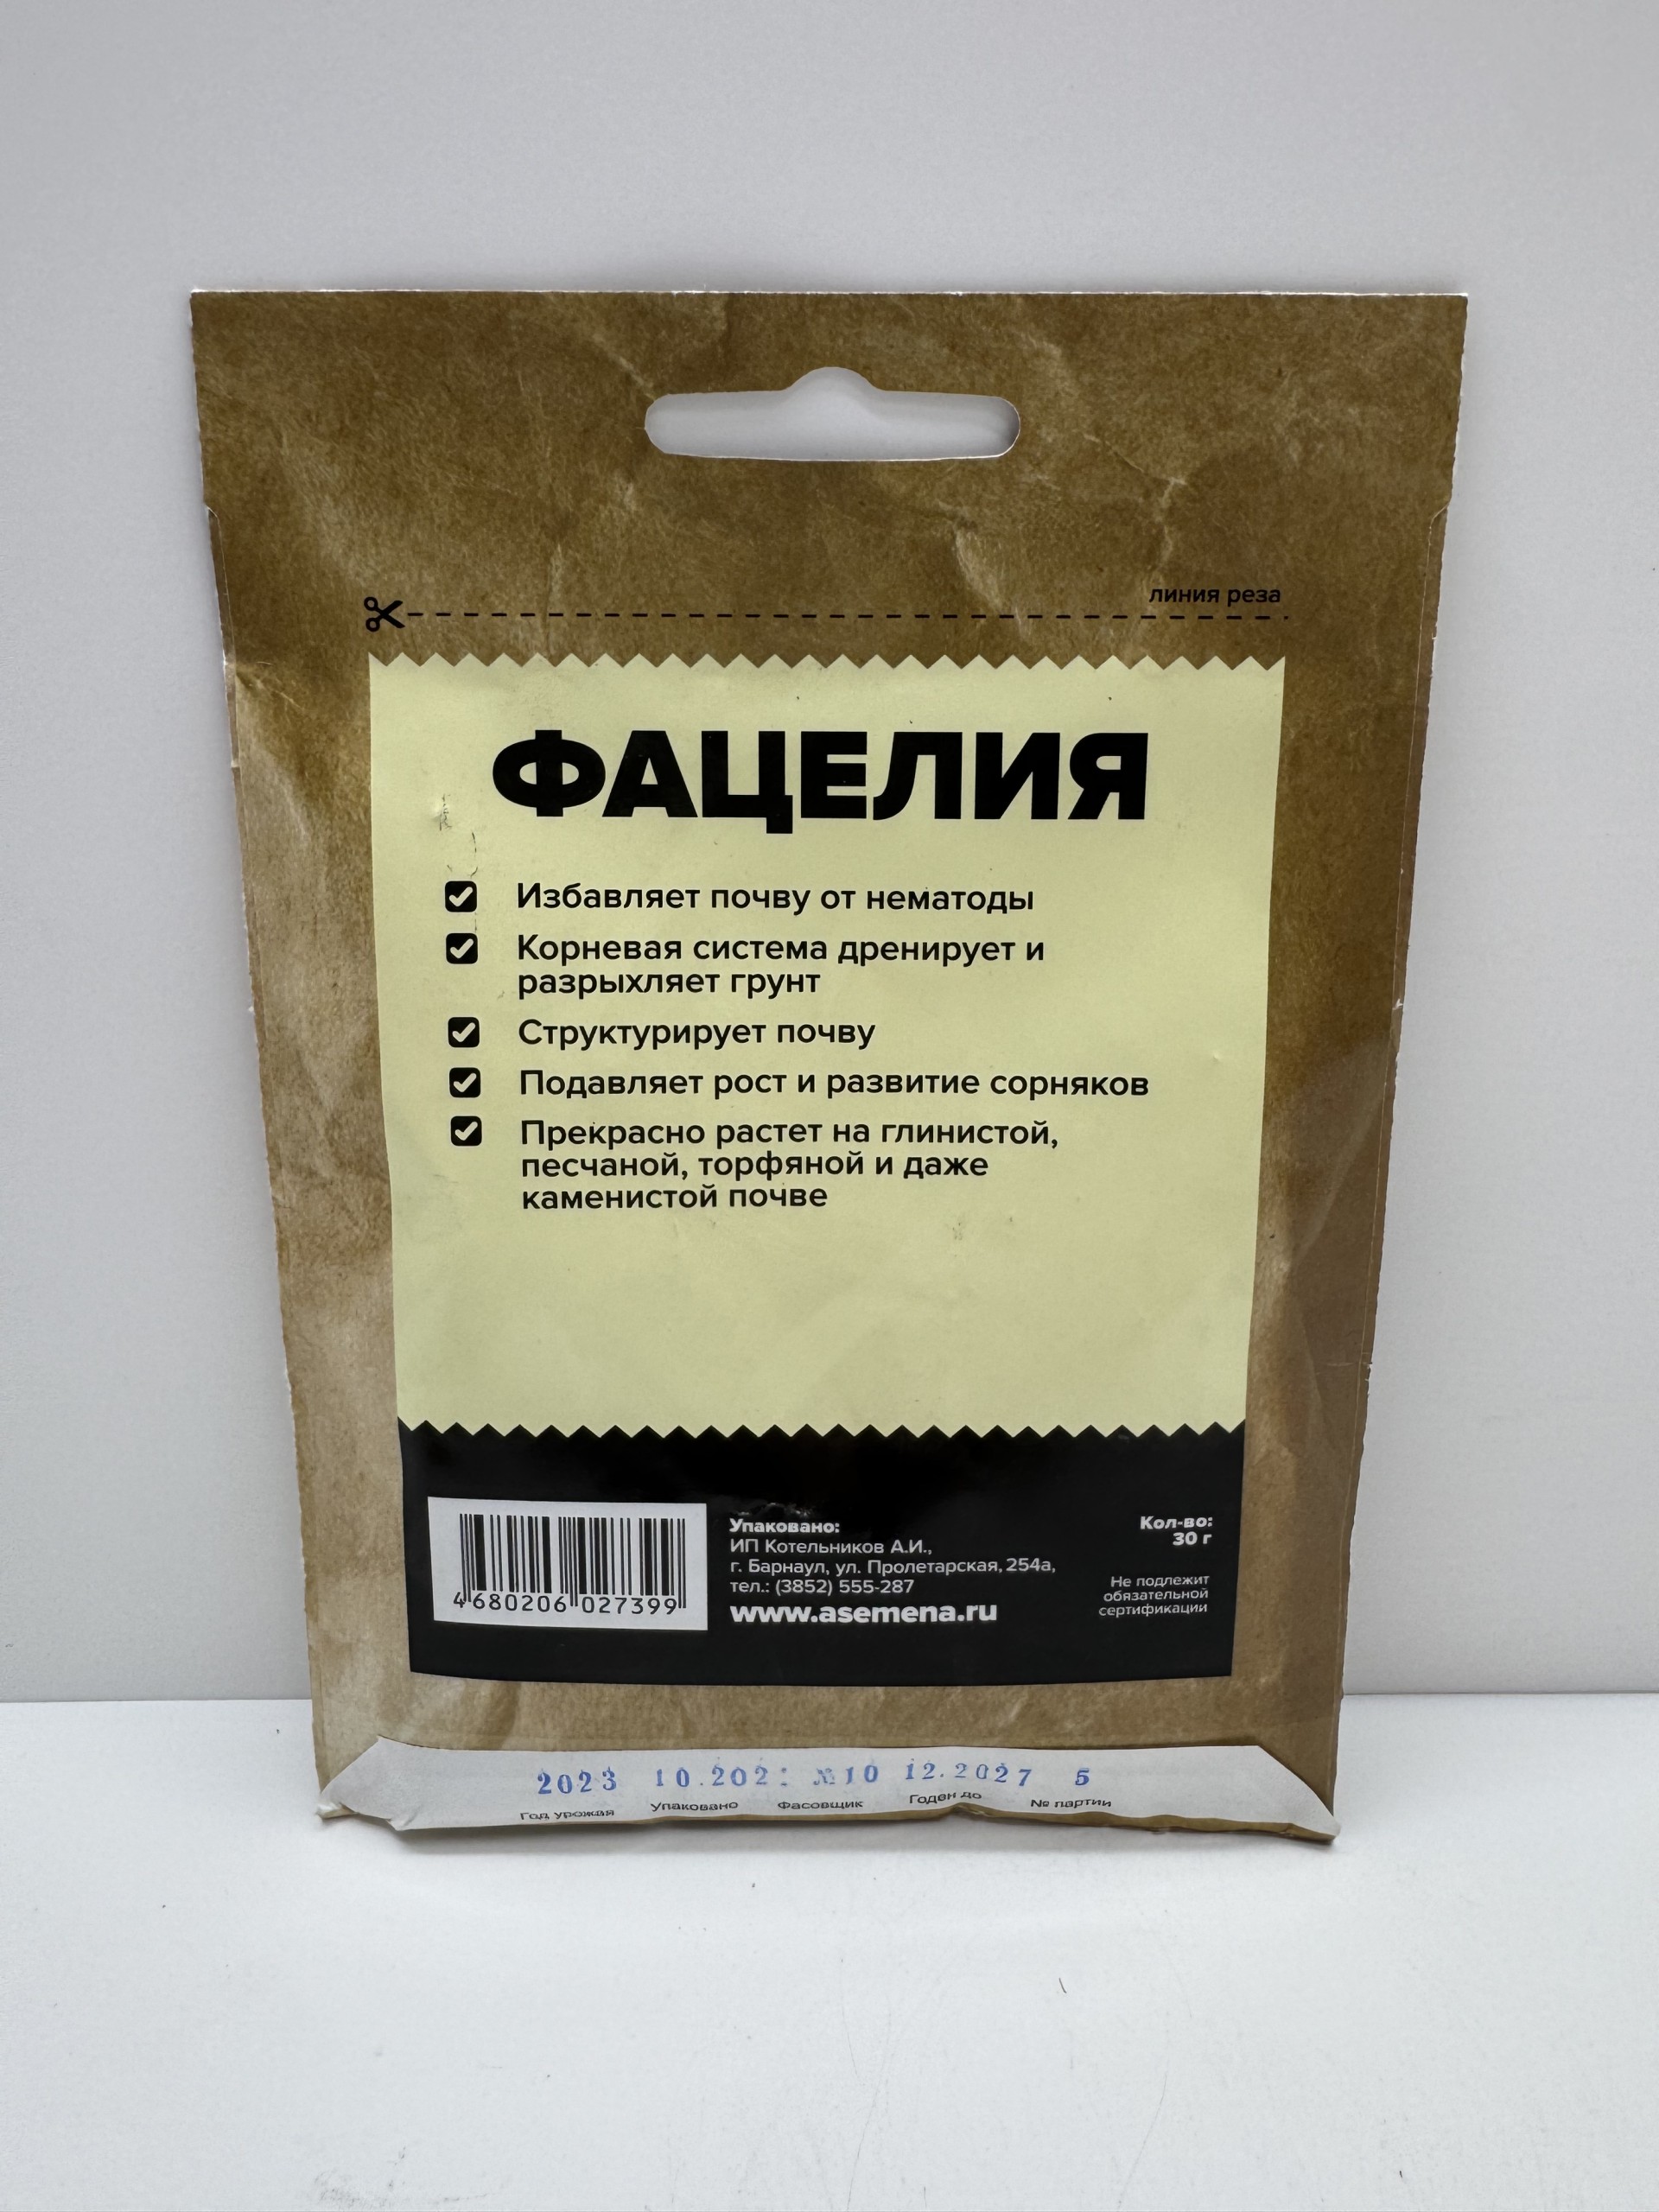 линия реза
ФАЦЕЛИЯ
Избавляет почву от нематоды
Корневая система дренирует и
разрыхляет грунт
Структурирует почву
Подавляет рост и развитие сорняков
Прекрасно растет на глинистой,
песчаной, торфяной и даже
каменистой почве
4 680206 027399
Упаковано:
ИП Котельников А.И.,
г. Барнаул, ул. Пролетарская, 254а,
тел.: (3852) 555-287
www.asemena.ru
Кол-во:
30 г
Не подлежит
обязательной
сертификации
2023 №10 12.2027 5
Год урожая Упаковано Фасовщик Годен до № партии